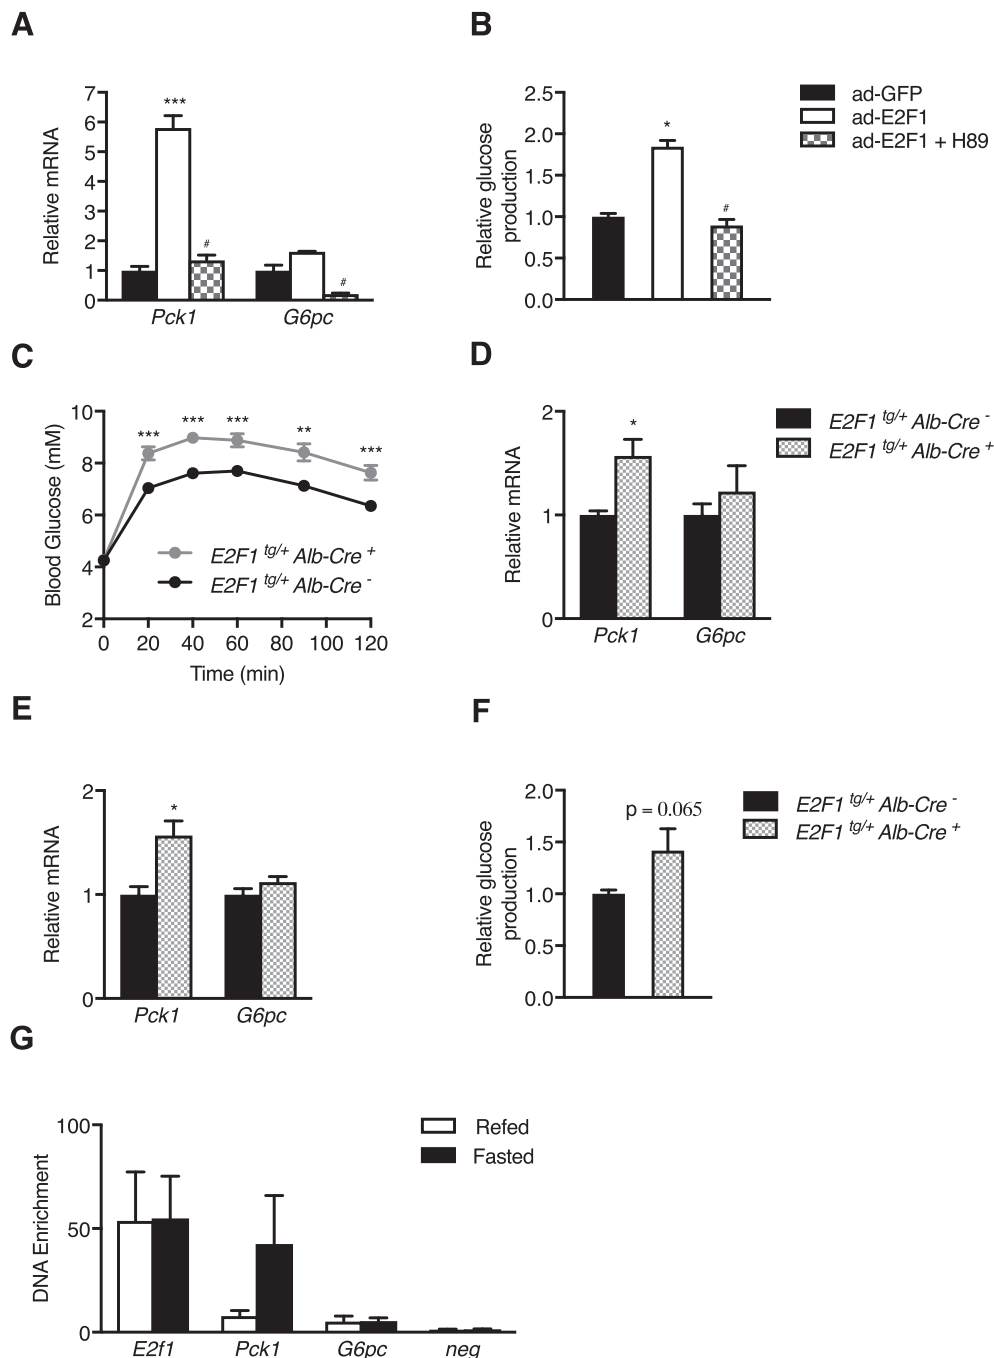 A
B
7
6
5
4
3
2
1
0
Relative mRNA
***
#
#
Pck1
G6pc
2.5
2.0
1.5
1.0
0.5
0.0
Relative glucose
production
*
#
ad-GFP
ad-E2F1
ad-E2F1 + H89
C
D
10
8
6
4
2
Blood Glucose (mM)
***
***
***
**
***
E2F1 tg/+ Alb-Cre +
E2F1 tg/+ Alb-Cre -
0
20
40
60
80
100
120
Time (min)
2
1
0
Relative mRNA
*
Pck1
G6pc
E2F1 tg/+ Alb-Cre -
E2F1 tg/+ Alb-Cre +
E
F
2
1
0
Relative mRNA
*
Pck1
G6pc
2.0
1.5
1.0
0.5
0.0
Relative glucose
production
p = 0.065
E2F1 tg/+ Alb-Cre -
E2F1 tg/+ Alb-Cre +
G
100
50
0
DNA Enrichment
Refed
Fasted
E2f1
Pck1
G6pc
neg